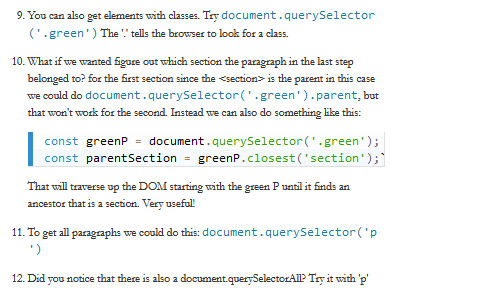 9. You can also get elements with classes. Try document.querySelector
('.green') The '.' tells the browser to look for a class.
10. What if we wanted figure out which section the paragraph in the last step
belonged to? for the first section since the <section> is the parent in this case
we could do document.querySelector('.green').parent, but
that won't work for the second. Instead we can also do something like this:
const greenP = document.querySelector('.green');
const parentSection = greenP.closest('section');`
That will traverse up the DOM starting with the green P until it finds an
ancestor that is a section. Very useful!
11. To get all paragraphs we could do this: document.querySelector('p
')
12. Did you notice that there is also a document.querySelectorAll? Try it with 'p'